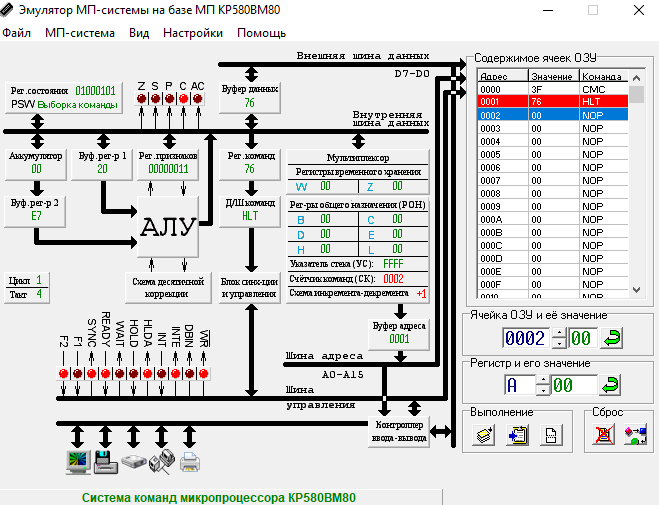 Эмулятор МП-системы на базе МП КР580ВМ80
Файл МП-система Вид Настройки Помощь
Рег.состояния 01000101
PSW Выборка команды
Z S P C AC
Буфер данных
76
Внешняя шина данных
D7-D0
Внутренняя
шина данных
Аккумулятор
00
Буф.рег-р 1
20
Рег.признаков
00000011
Рег.команд
76
Мультиплексор
Регистры временного хранения
W 00 Z 00
Буф.рег-р 2
E7
АЛУ
Д/Ш команд
HLT
Рег-ры общего назначения (РОН)
B 00 C 00
D 00 E 00
H 00 L 00
Указатель стека (УС): FFFF
Счётчик команд (СК): 0002
Схема инкремента-декремента +1
Цикл 1
Такт 4
Схема десятичной
коррекции
Блок синх-ции
и управления
Буфер адреса
0001
F2 F1 SYNC READY WAIT HOLD HLDA INT INTE DBIN WR
Шина адреса
A0-A15
Шина
управления
Контроллер
ввода-вывода
Содержимое ячеек ОЗУ
Адрес Значение Команда
0000 3F CMC
0001 76 HLT
0002 00 NOP
0003 00 NOP
0004 00 NOP
0005 00 NOP
0006 00 NOP
0007 00 NOP
0008 00 NOP
0009 00 NOP
000A 00 NOP
000B 00 NOP
000C 00 NOP
000D 00 NOP
000E 00 NOP
000F 00 NOP
0010 00 NOP
Ячейка ОЗУ и её значение
0002 00
Регистр и его значение
A 00
Выполнение
Сброс
Система команд микропроцессора КР580ВМ80